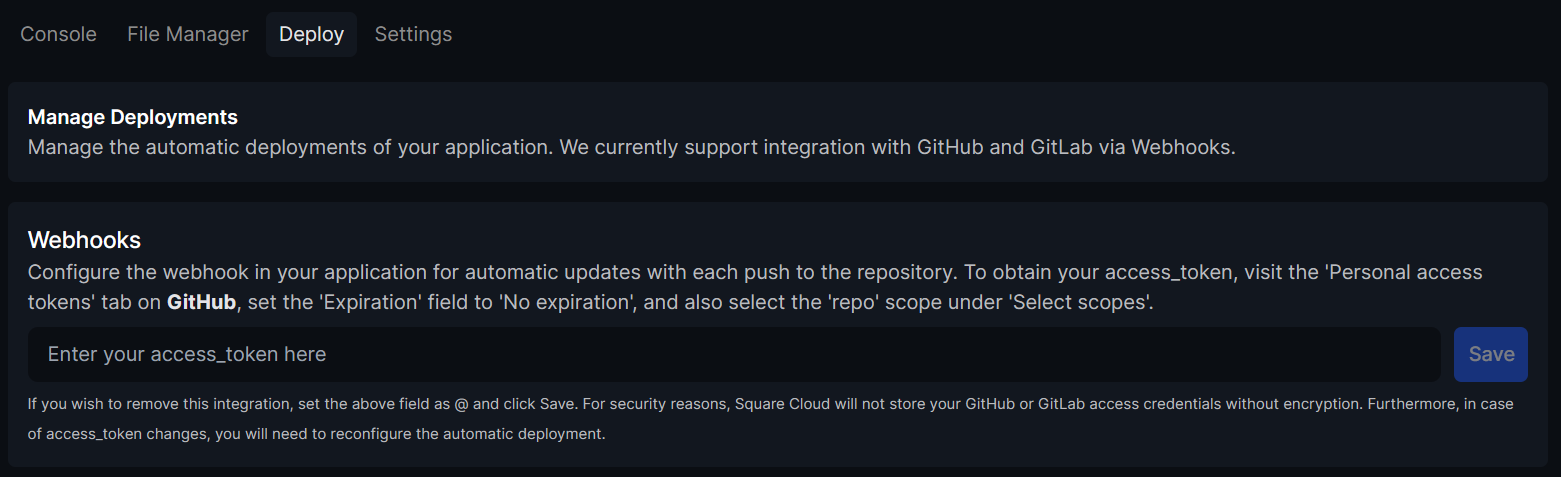 Console File Manager Deploy Settings
Manage Deployments
Manage the automatic deployments of your application. We currently support integration with GitHub and GitLab via Webhooks.
Webhooks
Configure the webhook in your application for automatic updates with each push to the repository. To obtain your access_token, visit the 'Personal access
tokens' tab on GitHub, set the 'Expiration' field to 'No expiration', and also select the 'repo' scope under 'Select scopes'.
Enter your access_token here Save
If you wish to remove this integration, set the above field as @ and click Save. For security reasons, Square Cloud will not store your GitHub or GitLab access credentials without encryption. Furthermore, in case
of access_token changes, you will need to reconfigure the automatic deployment.